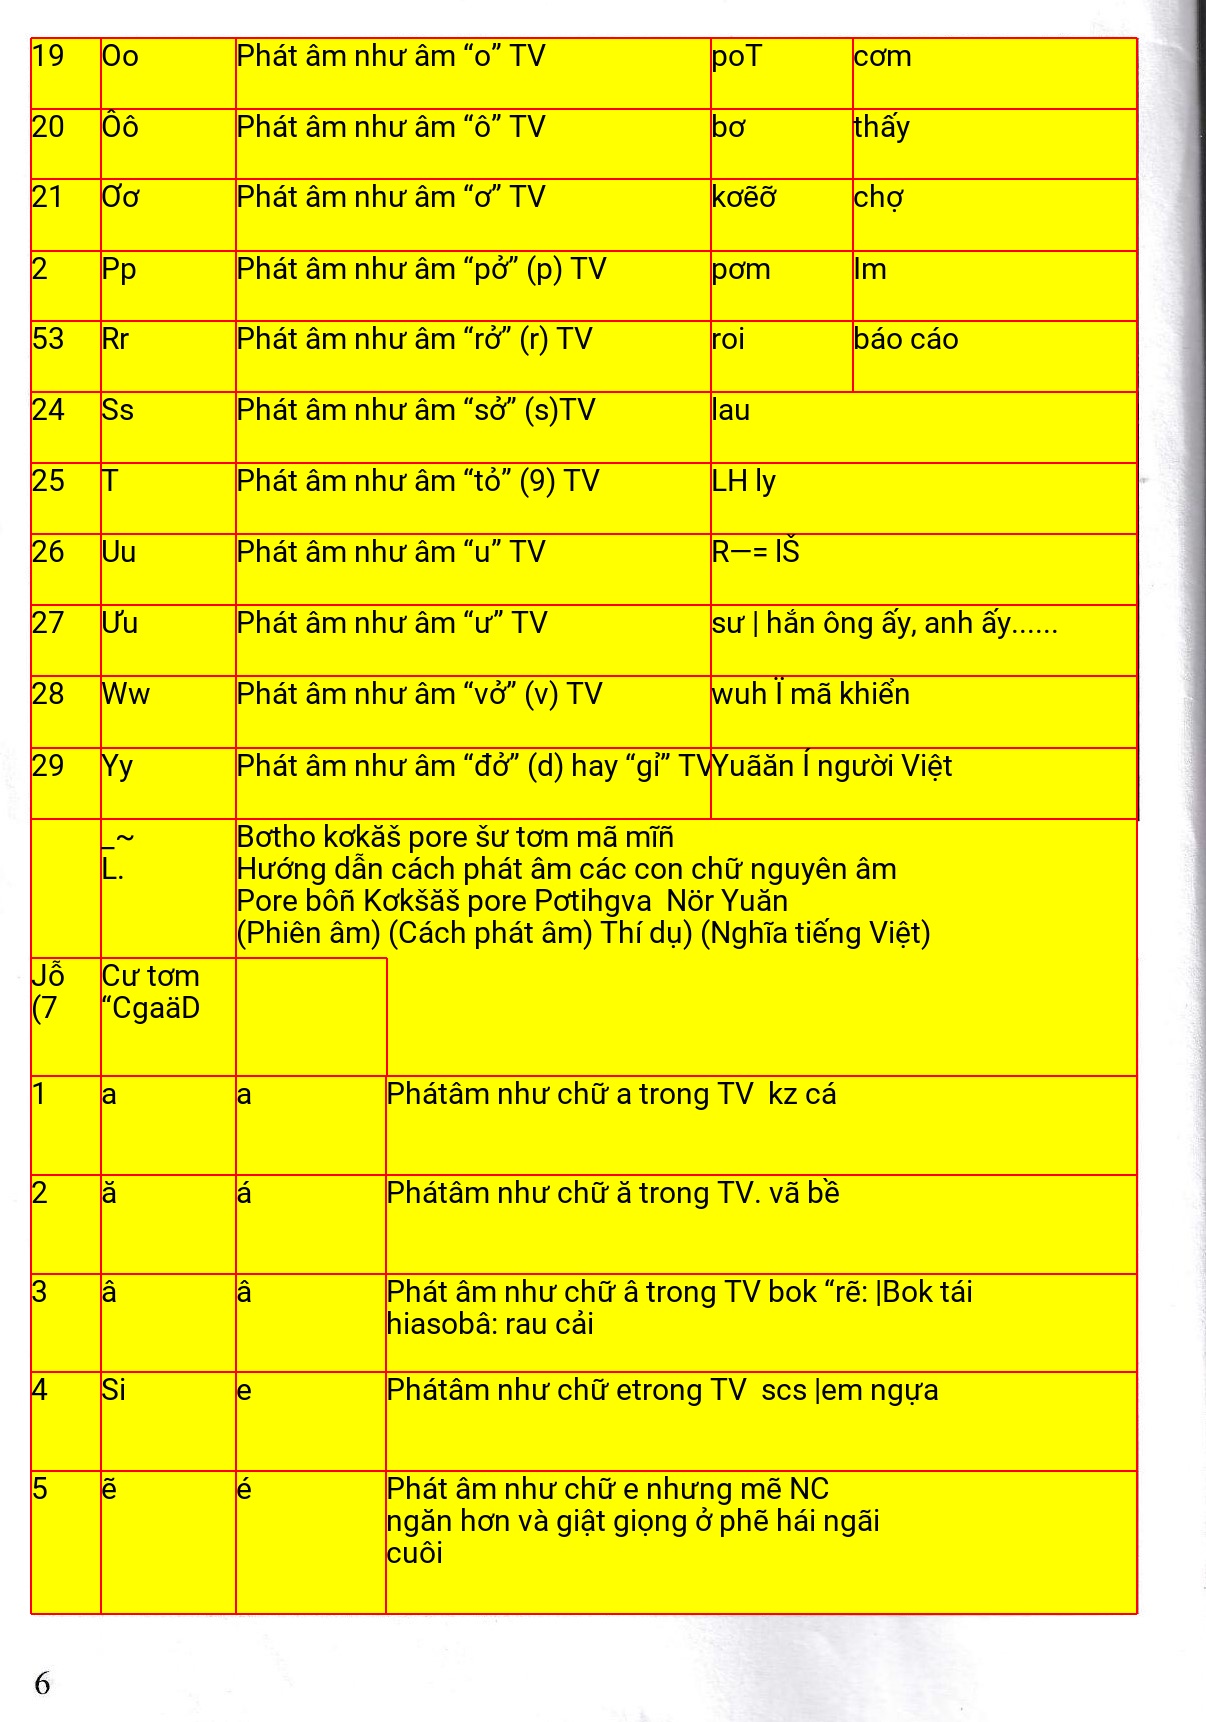 19 Oo Phát âm như âm “o” TV poT cơm
20 Ôô Phát âm như âm “ô” TV bơ thấy
21 Ơơ Phát âm như âm “ơ” TV kơẽỡ chợ
2 Pp Phát âm như âm “pở” (p) TV pơm Im
53 Rr Phát âm như âm “rở” (r) TV roi báo cáo
24 Ss Phát âm như âm “sở” (s)TV lau
25 T Phát âm như âm “tỏ” (9) TV LH ly
26 Uu Phát âm như âm “u” TV R—= lŠ
27 Ưu Phát âm như âm “ư” TV sư | hắn ông ấy, anh ấy......
28 Ww Phát âm như âm “vở” (v) TV wuh Ï mã khiển
29 Yy Phát âm như âm “đở” (d) hay “gỉ” TV Yuãăn Í người Việt
_~ Bơtho kơkăš pore šư tơm mã mĩñ
L. Hướng dẫn cách phát âm các con chữ nguyên âm
Pore bôñ Kơkšăš pore Pơtihgva Nör Yuăn
(Phiên âm) (Cách phát âm) Thí dụ) (Nghĩa tiếng Việt)
Jỗ Cư tơm
(7 “CgaäD
1 a a Phátâm như chữ a trong TV kz cá
2 ă á Phátâm như chữ ă trong TV. vã bề
3 â â Phát âm như chữ â trong TV bok “rẽ: |Bok tái
hiasobâ: rau cải
4 Si e Phátâm như chữ etrong TV scs |em ngựa
5 ẽ é Phát âm như chữ e nhưng mẽ NC
ngăn hơn và giật giọng ở phẽ hái ngãi
cuôi
6